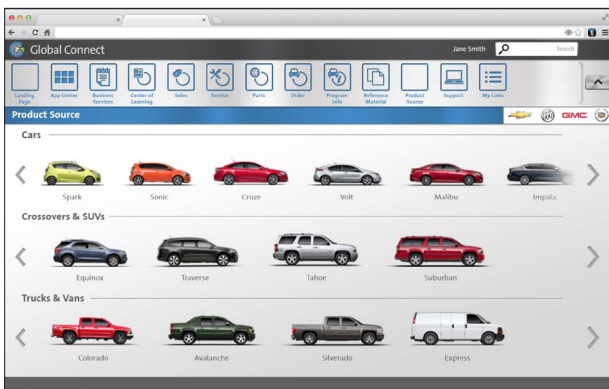 Global Connect
Jane Smith
Search
Landing Page
App Center
Business Services
Center of Learning
Sales
Service
Parts
Order
Program Info
Reference Material
Product Source
Support
My Links
Product Source
GMC
Cars
Spark
Sonic
Cruze
Volt
Malibu
Impala
Crossovers & SUVs
Equinox
Traverse
Tahoe
Suburban
Trucks & Vans
Colorado
Avalanche
Silverado
Express